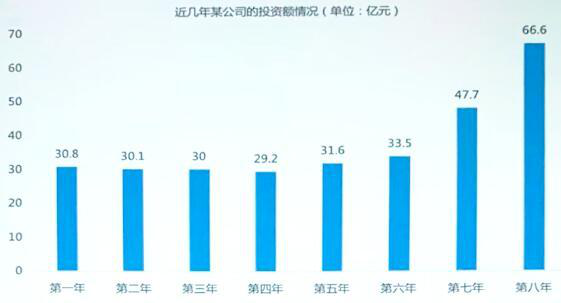 近几年某公司的投资额情况（单位：亿元）
70
60
50
40
30
20
10
0
30.8
30.1
30
29.2
31.6
33.5
47.7
66.6
第一年
第二年
第三年
第四年
第五年
第六年
第七年
第八年